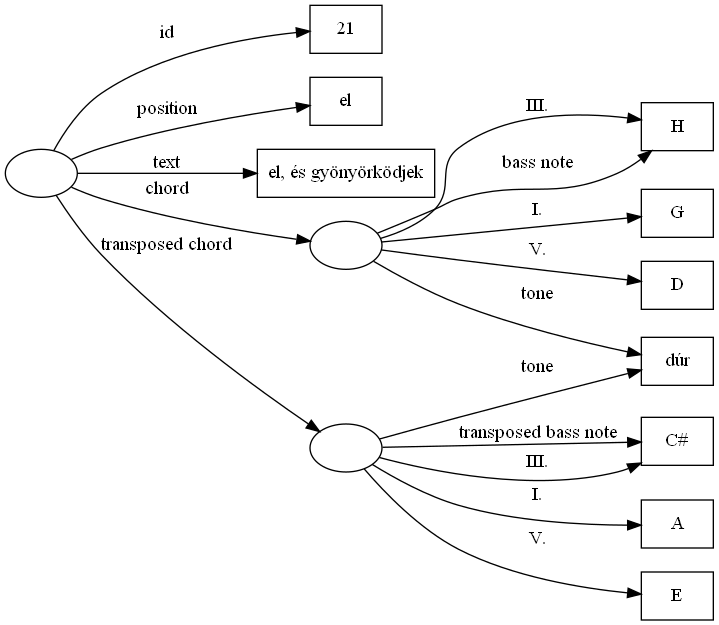 id
21
position
el
text
el, és gyönyörködjek
chord
transposed chord
III.
H
bass note
I.
G
V.
D
tone
dúr
tone
transposed bass note
C#
III.
I.
A
V.
E